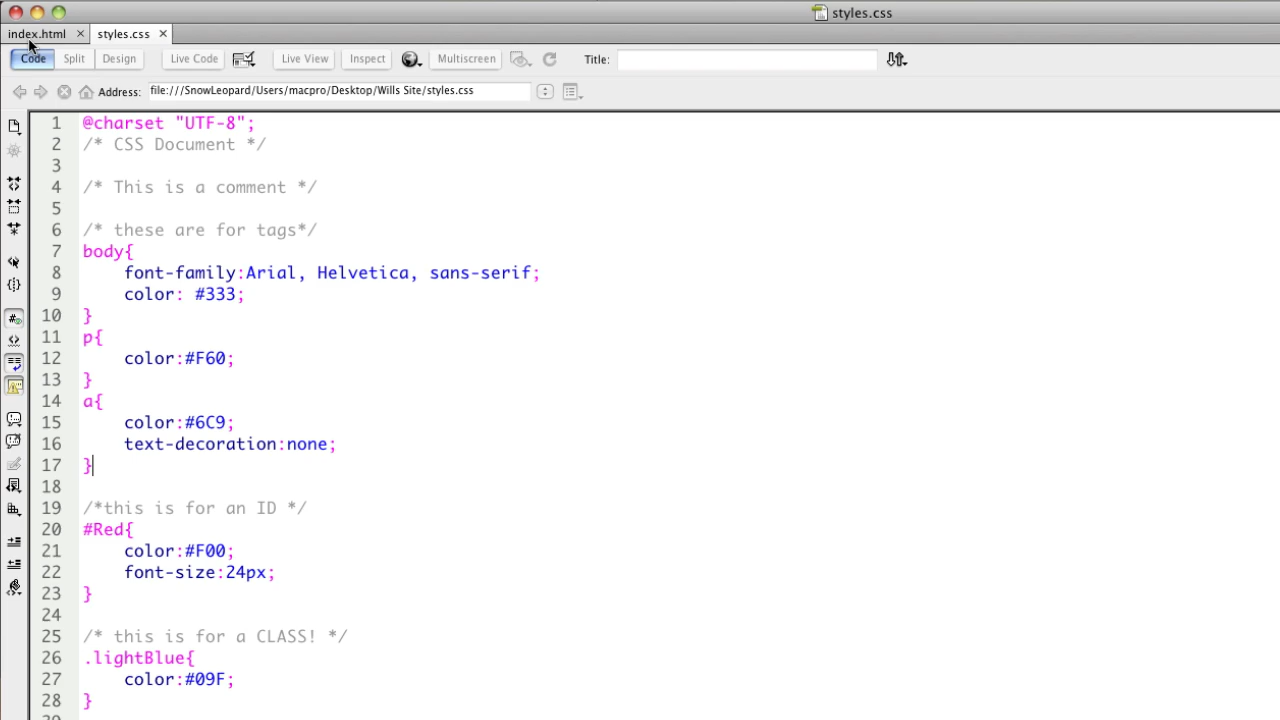 styles.css
index.html
styles.css
Code Split Design Live Code Live View Inspect Multiscreen Title:
Address: file:///SnowLeopard/Users/macpro/Desktop/Wills Site/styles.css
1 @charset "UTF-8";
2 /* CSS Document */
3
4 /* This is a comment */
5
6 /* these are for tags*/
7 body{
8 font-family:Arial, Helvetica, sans-serif;
9 color: #333;
10 }
11 p{
12 color:#F60;
13 }
14 a{
15 color:#6C9;
16 text-decoration:none;
17 }
18
19 /*this is for an ID */
20 #Red{
21 color:#F00;
22 font-size:24px;
23 }
24
25 /* this is for a CLASS! */
26 .lightBlue{
27 color:#09F;
28 }